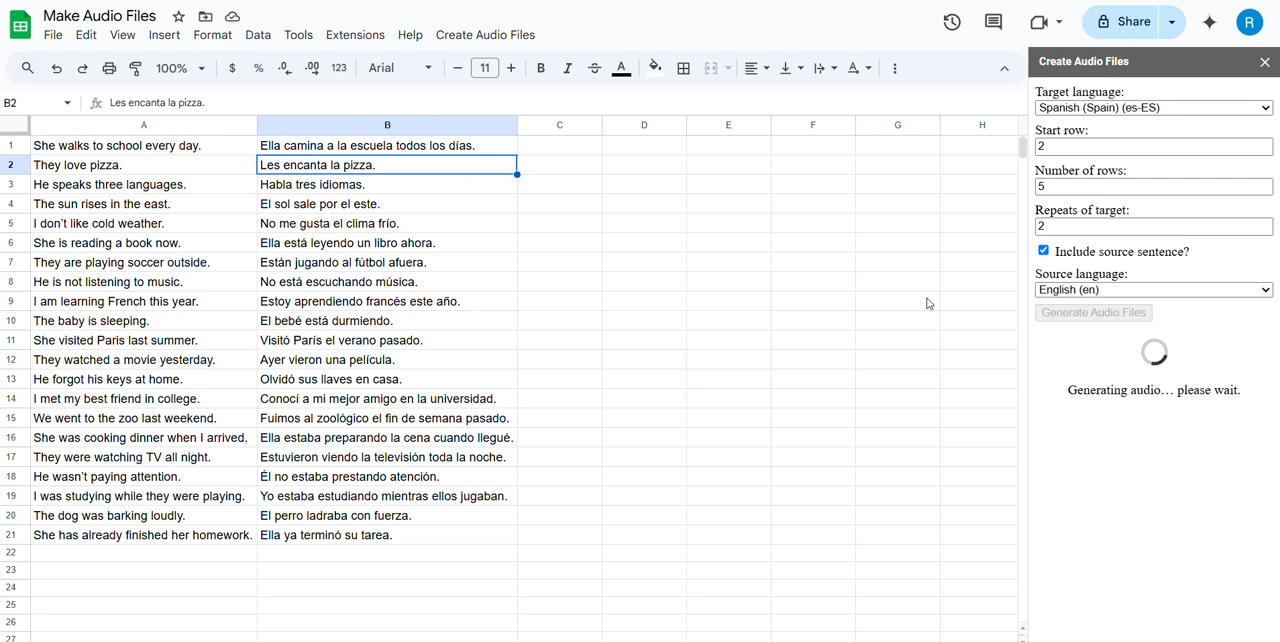 Make Audio Files
File Edit View Insert Format Data Tools Extensions Help Create Audio Files
Share
R
100% $ % .0 .00 123 Arial 11 B I S A
B2 fx Les encanta la pizza.
A B C D E F G H
1 She walks to school every day. Ella camina a la escuela todos los días.
2 They love pizza. Les encanta la pizza.
3 He speaks three languages. Habla tres idiomas.
4 The sun rises in the east. El sol sale por el este.
5 I don't like cold weather. No me gusta el clima frío.
6 She is reading a book now. Ella está leyendo un libro ahora.
7 They are playing soccer outside. Están jugando al fútbol afuera.
8 He is not listening to music. No está escuchando música.
9 I am learning French this year. Estoy aprendiendo francés este año.
10 The baby is sleeping. El bebé está durmiendo.
11 She visited Paris last summer. Visitó París el verano pasado.
12 They watched a movie yesterday. Ayer vieron una película.
13 He forgot his keys at home. Olvidó sus llaves en casa.
14 I met my best friend in college. Conocí a mi mejor amigo en la universidad.
15 We went to the zoo last weekend. Fuimos al zoológico el fin de semana pasado.
16 She was cooking dinner when I arrived. Ella estaba preparando la cena cuando llegué.
17 They were watching TV all night. Estuvieron viendo la televisión toda la noche.
18 He wasn't paying attention. Él no estaba prestando atención.
19 I was studying while they were playing. Yo estaba estudiando mientras ellos jugaban.
20 The dog was barking loudly. El perro ladraba con fuerza.
21 She has already finished her homework. Ella ya terminó su tarea.
22
23
24
25
26
27
Create Audio Files
Target language:
Spanish (Spain) (es-ES)
Start row:
2
Number of rows:
5
Repeats of target:
2
Include source sentence?
Source language:
English (en)
Generate Audio Files
Generating audio… please wait.